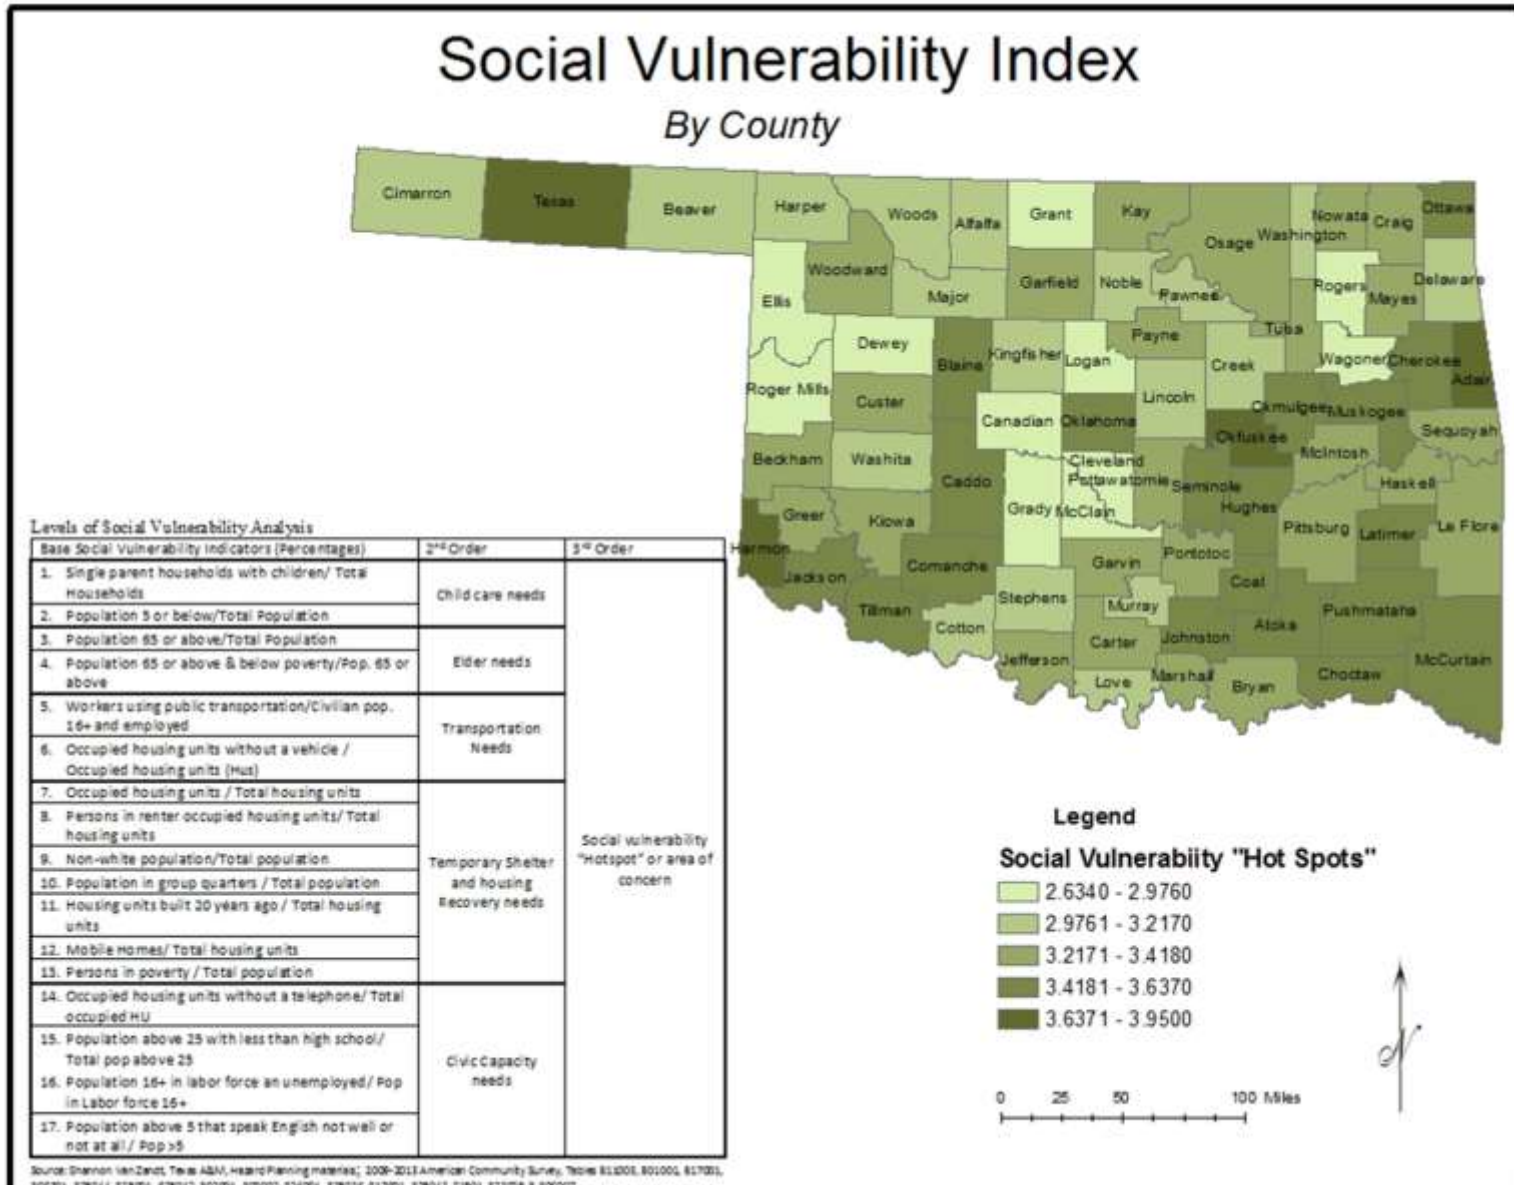 Social Vulnerability Index
By County
Cimarron
Texas
Beaver
Harper
Woods
Alfalfa
Grant
Kay
Osage
Washington
Nowata
Craig
Ottawa
Ellis
Woodward
Major
Garfield
Noble
Pawnee
Rogers
Mayes
Delaware
Dewey
Blaine
Kingfisher
Logan
Payne
Tulsa
Creek
Wagoner
Cherokee
Adair
Roger Mills
Custer
Canadian
Oklahoma
Lincoln
Okmulgee
Muskogee
Okfuskee
Sequoyah
Beckham
Washita
Caddo
Cleveland
Pottawatomie
Seminole
McIntosh
Haskell
Hughes
Greer
Kiowa
Grady
McClain
Pittsburg
Latimer
Le Flore
Harmon
Jackson
Comanche
Garvin
Pontotoc
Coal
Tillman
Stephens
Murray
Cotton
Carter
Johnston
Atoka
Pushmataha
Jefferson
Love
Marshall
Bryan
Choctaw
McCurtain
Levels of Social Vulnerability Analysis
Base Social Vulnerability Indicators (Percentages) 2nd Order 3rd Order
1. Single parent households with children/ Total
Households
Child care needs
2. Population 5 or below/Total Population
3. Population 65 or above/Total Population
4. Population 65 or above & below poverty/Pop. 65 or
above
Elder needs
5. Workers using public transportation/Civilian pop.
16+ and employed
Transportation
Needs
6. Occupied housing units without a vehicle /
Occupied housing units (Hus)
7. Occupied housing units / Total housing units
8. Persons in renter occupied housing units/ Total
housing units
9. Non-white population/Total population
10. Population in group quarters / Total population
11. Housing units built 20 years ago / Total housing
units
12. Mobile Homes/ Total housing units
13. Persons in poverty / Total population
Temporary Shelter
and housing
Recovery needs
Social vulnerability
"Hotspot" or area of
concern
14. Occupied housing units without a telephone/ Total
occupied HU
15. Population above 25 with less than high school/
Total pop above 25
16. Population 16+ in labor force an unemployed/ Pop
in Labor force 16+
17. Population above 5 that speak English not well or
not at all / Pop >5
Civic Capacity
needs
Source: Shannon Van Zandt, Texas A&M, Hazard Planning materials; 2009-2013 American Community Survey, Tables
Legend
Social Vulnerabiity "Hot Spots"
2.6340 - 2.9760
2.9761 - 3.2170
3.2171 - 3.4180
3.4181 - 3.6370
3.6371 - 3.9500
0 25 50 100 Miles
N